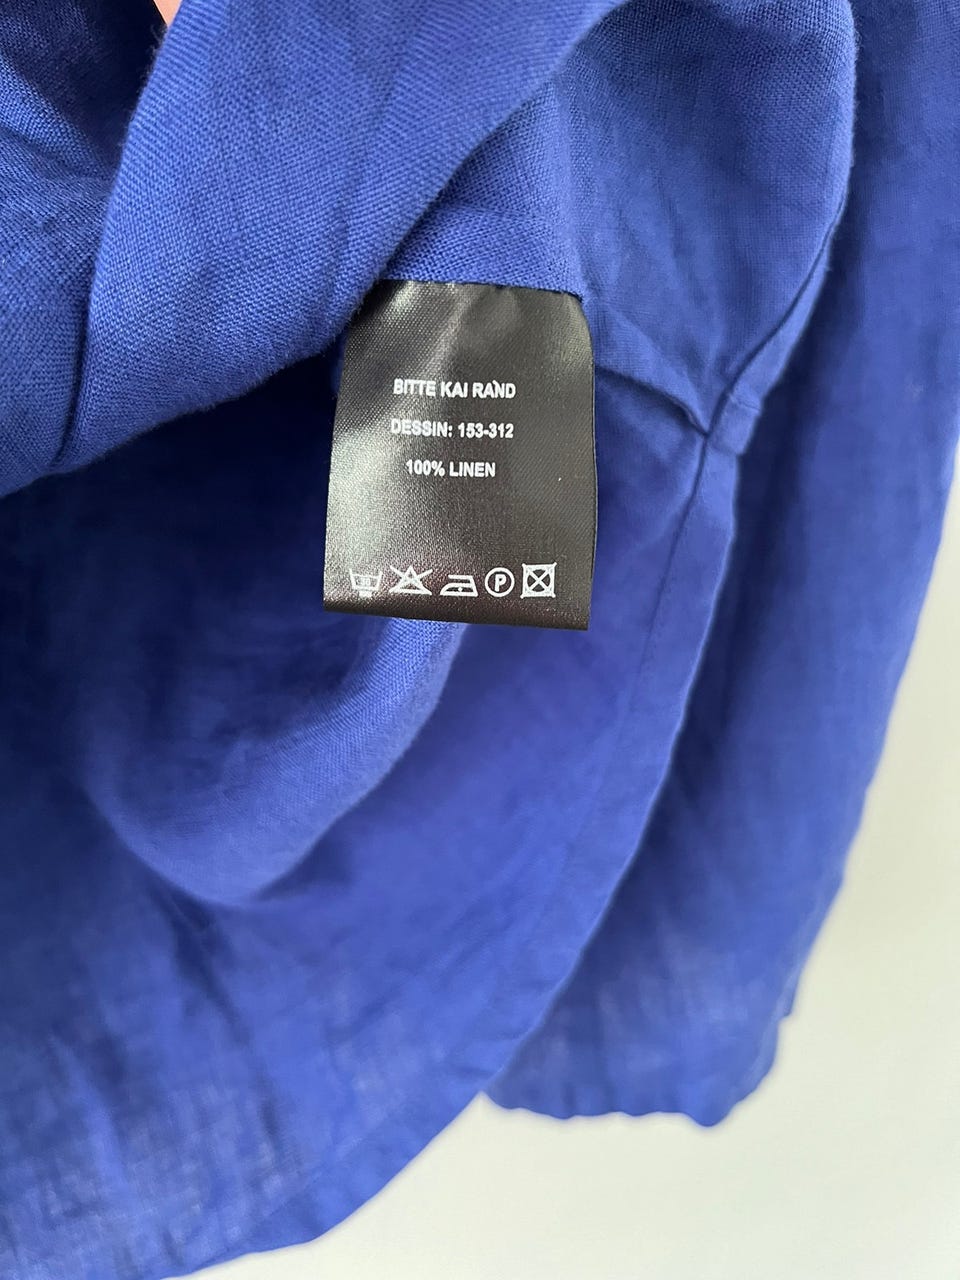 BITTE KAI RAND
DESSIN: 153-312
100% LINEN
P